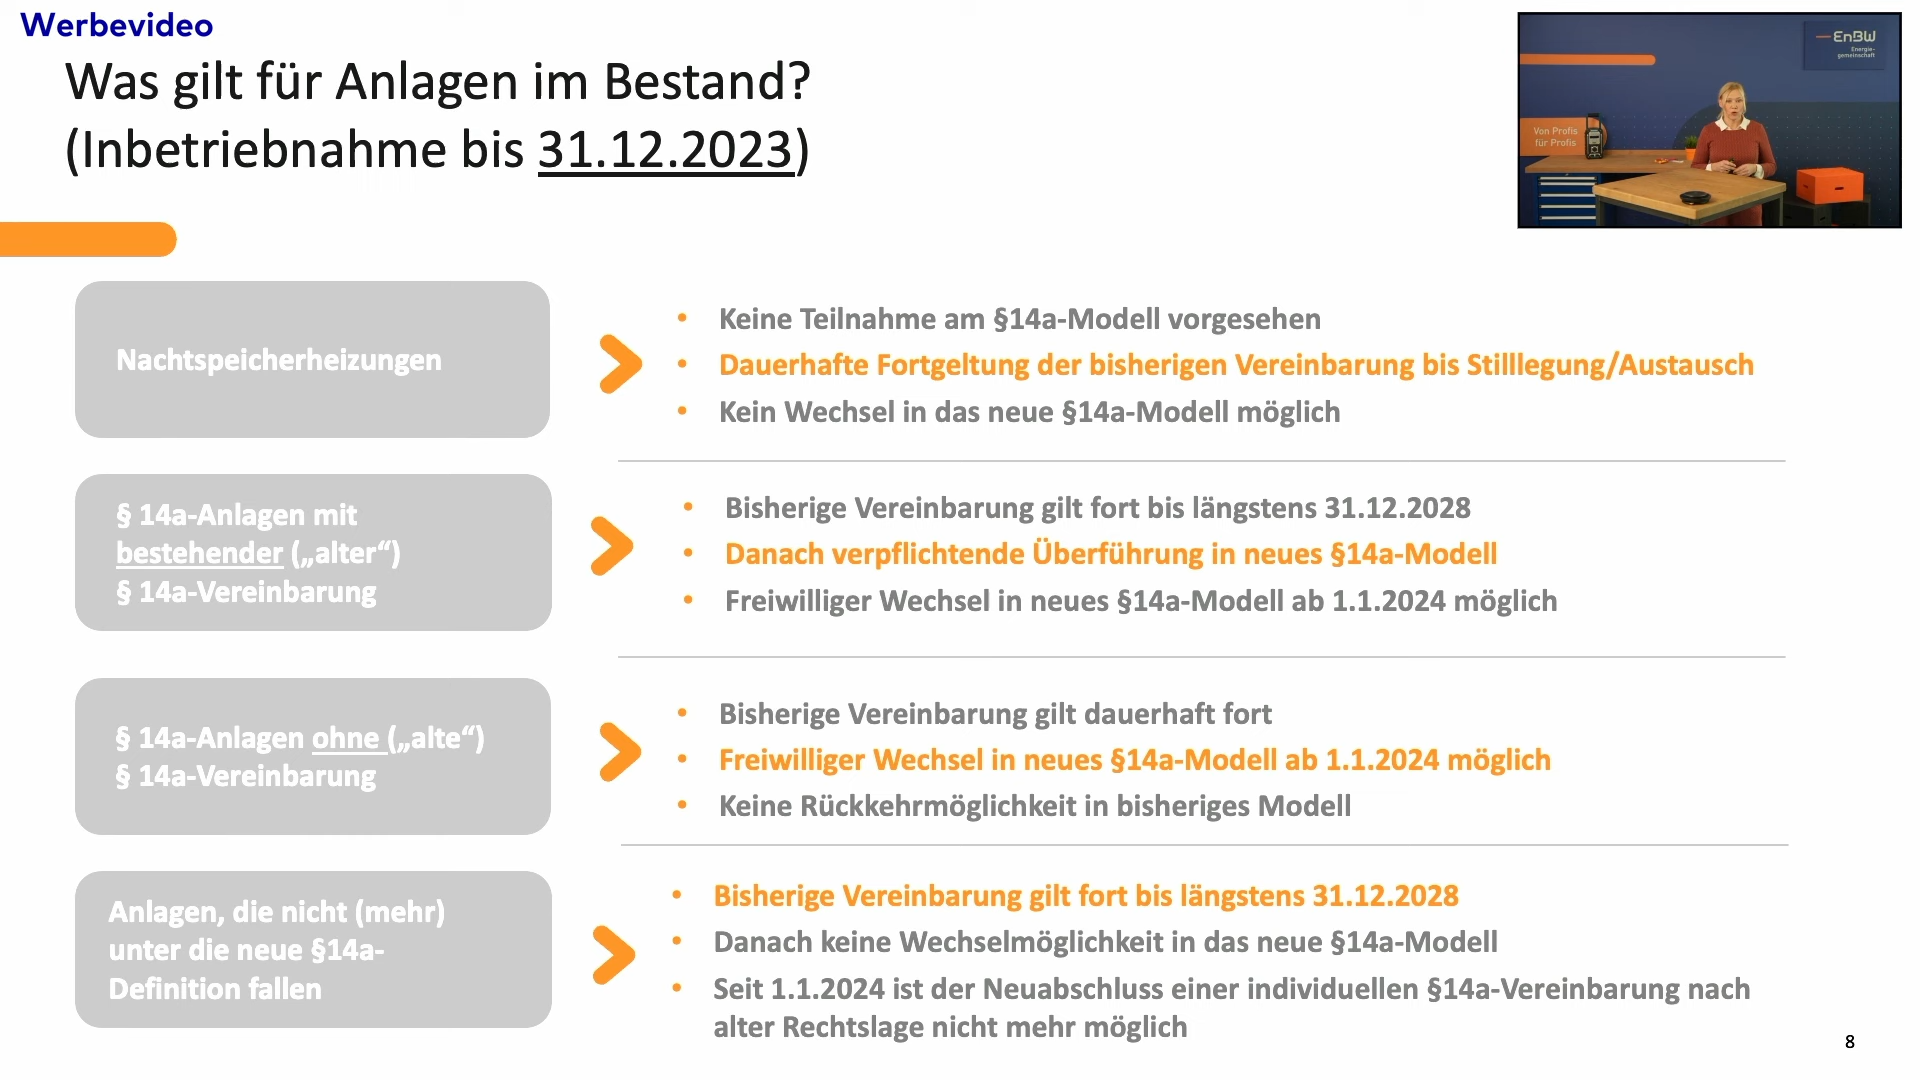 Werbevideo
Was gilt für Anlagen im Bestand?
(Inbetriebnahme bis 31.12.2023)
EnBW
Energie-
gemeinschaft
Von Profis
für Profis
Nachtspeicherheizungen
• Keine Teilnahme am §14a-Modell vorgesehen
• Dauerhafte Fortgeltung der bisherigen Vereinbarung bis Stilllegung/Austausch
• Kein Wechsel in das neue §14a-Modell möglich
§ 14a-Anlagen mit
bestehender („alter“)
§ 14a-Vereinbarung
• Bisherige Vereinbarung gilt fort bis längstens 31.12.2028
• Danach verpflichtende Überführung in neues §14a-Modell
• Freiwilliger Wechsel in neues §14a-Modell ab 1.1.2024 möglich
§ 14a-Anlagen ohne („alte“)
§ 14a-Vereinbarung
• Bisherige Vereinbarung gilt dauerhaft fort
• Freiwilliger Wechsel in neues §14a-Modell ab 1.1.2024 möglich
• Keine Rückkehrmöglichkeit in bisheriges Modell
Anlagen, die nicht (mehr)
unter die neue §14a-
Definition fallen
• Bisherige Vereinbarung gilt fort bis längstens 31.12.2028
• Danach keine Wechselmöglichkeit in das neue §14a-Modell
• Seit 1.1.2024 ist der Neuabschluss einer individuellen §14a-Vereinbarung nach
alter Rechtslage nicht mehr möglich
8